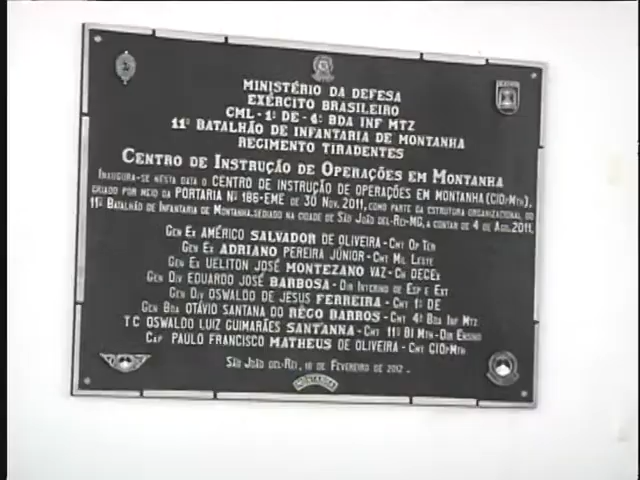 MINISTÉRIO DA DEFESA
EXÉRCITO BRASILEIRO
CML - 1ª DE - 4ª BDA INF MTZ
11º BATALHÃO DE INFANTARIA DE MONTANHA
REGIMENTO TIRADENTES
CENTRO DE INSTRUÇÃO DE OPERAÇÕES EM MONTANHA
INAUGURA-SE NESTA DATA O CENTRO DE INSTRUÇÃO DE OPERAÇÕES EM MONTANHA (CIOPMTH),
CRIADO POR MEIO DA PORTARIA Nº 186-EME DE 30 NOV. 2011, COMO PARTE DA ESTRUTURA ORGANIZACIONAL DO
11º BATALHÃO DE INFANTARIA DE MONTANHA, SEDIADO NA CIDADE DE SÃO JOÃO DEL-REI-MG, A CONTAR DE 4 DE AGO. 2011.
GEN EX AMÉRICO SALVADOR DE OLIVEIRA - CMT OP TER
GEN EX ADRIANO PEREIRA JÚNIOR - CMT MIL LESTE
GEN EX UELITON JOSÉ MONTEZANO VAZ - CH DECEX
GEN DIV EDUARDO JOSÉ BARBOSA - DIR INTERINO DE ESP E EXT
GEN DIV OSWALDO DE JESUS FERREIRA - CMT 1ª DE
GEN BDA OTÁVIO SANTANA DO RÊGO BARROS - CMT 4ª BDA INF MTZ
TC OSWALDO LUIZ GUIMARÃES SANT'ANNA - CMT 11º BI MTH - DIR ENSINO
CAP PAULO FRANCISCO MATHEUS DE OLIVEIRA - CMT CIOPMTH
SÃO JOÃO DEL-REI, 10 DE FEVEREIRO DE 2012 -
MONTANHA